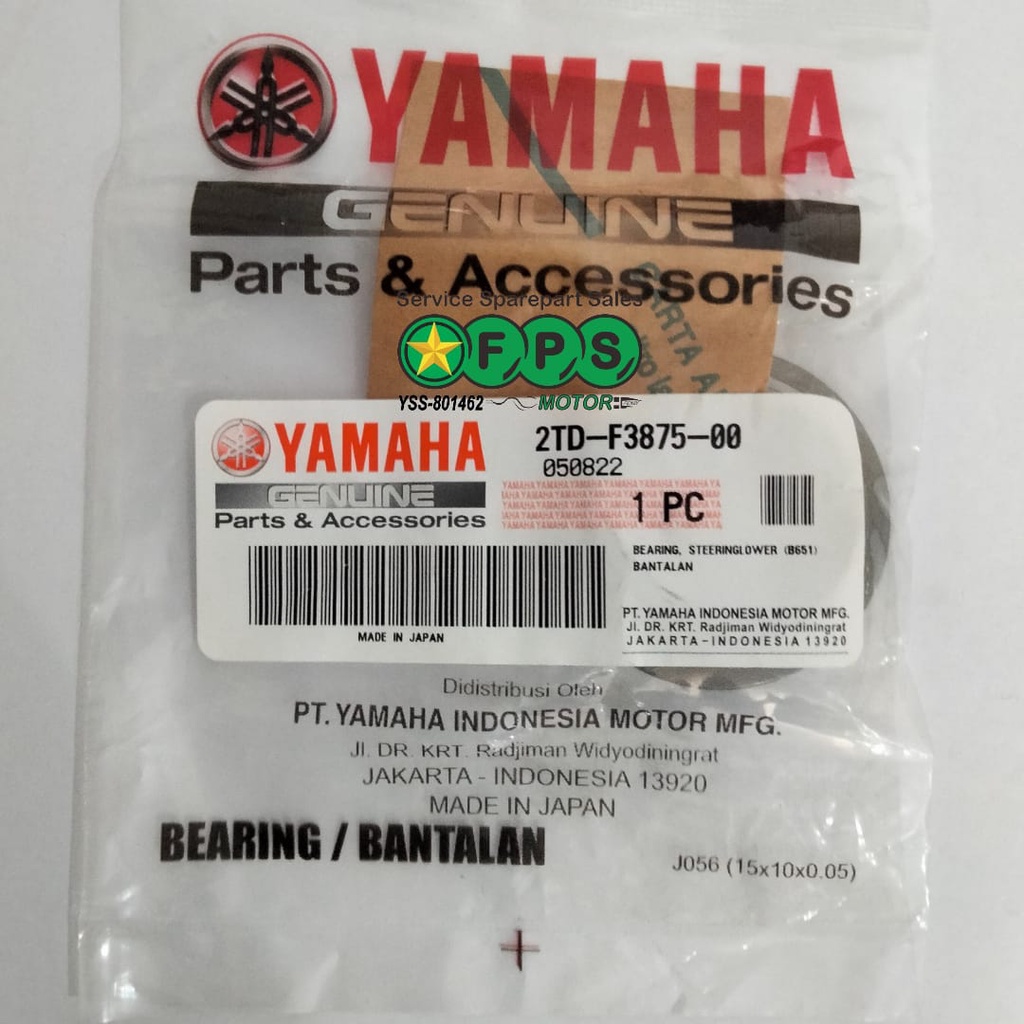 YAMAHA
GENUINE
Parts & Accessories
Service Sparepart Sales
FPS
YSS-801462 MOTOR
YAMAHA
GENUINE
Parts & Accessories
2TD-F3875-00
050822
1 PC
BEARING, STEERINGLOWER (B651)
BANTALAN
MADE IN JAPAN
PT. YAMAHA INDONESIA MOTOR MFG.
Jl. DR. KRT. Radjiman Widyodiningrat
JAKARTA - INDONESIA 13920
Didistribusi Oleh
PT. YAMAHA INDONESIA MOTOR MFG.
Jl. DR. KRT. Radjiman Widyodiningrat
JAKARTA - INDONESIA 13920
MADE IN JAPAN
BEARING / BANTALAN
J056 (15x10x0.05)